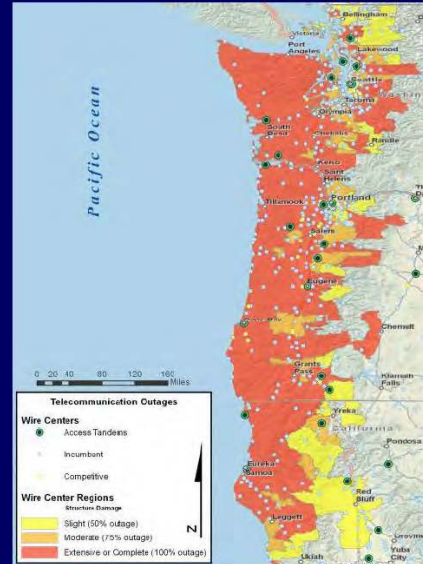 Bellingham
Victoria
Port
Angeles
Lakewood
Seattle
Tacoma
Olympia
South
Bend
Chehalis
Randle
Kelso
Saint
Helens
Pacific Ocean
Tillamook
Portland
Salem
Eugene
Chemult
Grants
Pass
Klamath
Falls
0 20 40 80 120 160
Miles
Yreka
California
Pondosa
Eureka
Samoa
Red
Bluff
Leggett
Ukiah
Yuba
City
Telecommunication Outages
Wire Centers
Access Tandems
Incumbent
Competitive
Wire Center Regions
Structure Damage
Slight (50% outage)
Moderate (75% outage)
Extensive or Complete (100% outage)
N